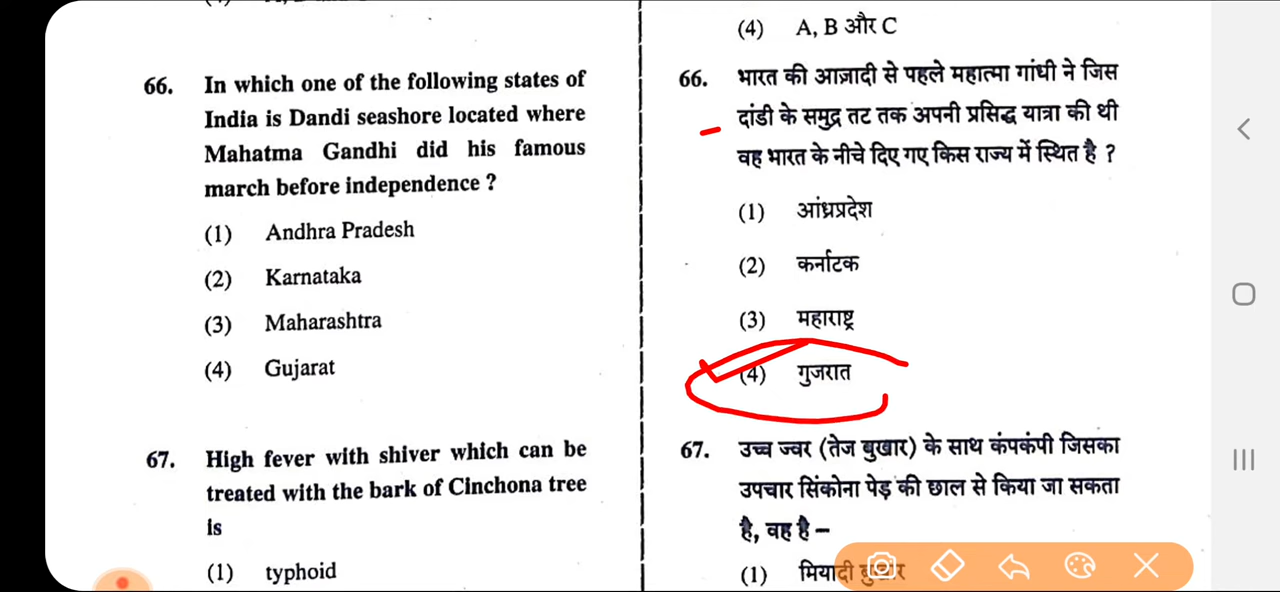 66. In which one of the following states of
India is Dandi seashore located where
Mahatma Gandhi did his famous
march before independence ?
(1) Andhra Pradesh
(2) Karnataka
(3) Maharashtra
(4) Gujarat
67. High fever with shiver which can be
treated with the bark of Cinchona tree
is
(1) typhoid
(4) A, B और C
66. भारत की आज़ादी से पहले महात्मा गांधी ने जिस
दांडी के समुद्र तट तक अपनी प्रसिद्ध यात्रा की थी
वह भारत के नीचे दिए गए किस राज्य में स्थित है ?
(1) आंध्रप्रदेश
(2) कर्नाटक
(3) महाराष्ट्र
(4) गुजरात
67. उच्च ज्वर (तेज बुखार) के साथ कंपकंपी जिसका
उपचार सिंकोना पेड़ की छाल से किया जा सकता
है, वह है –
(1) मियादी